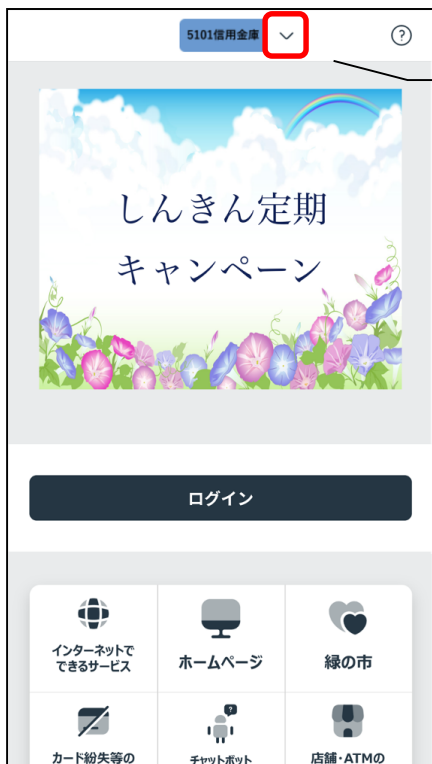 5101信用金庫
?
しんきん定期
キャンペーン
ログイン
インターネットで
できるサービス
ホームページ
緑の市
カード紛失等の
チャットボット
店舗・ATMの